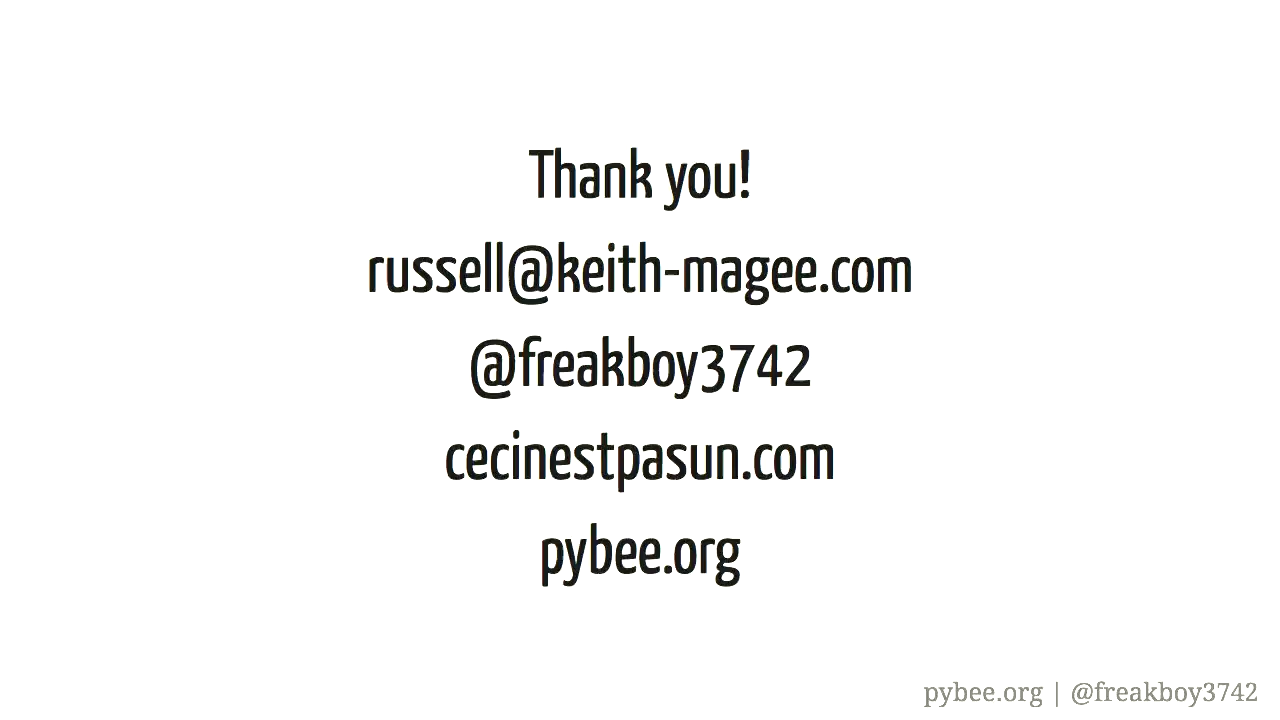 Thank you!
russell@keith-magee.com
@freakboy3742
cecinestpasun.com
pybee.org
pybee.org | @freakboy3742